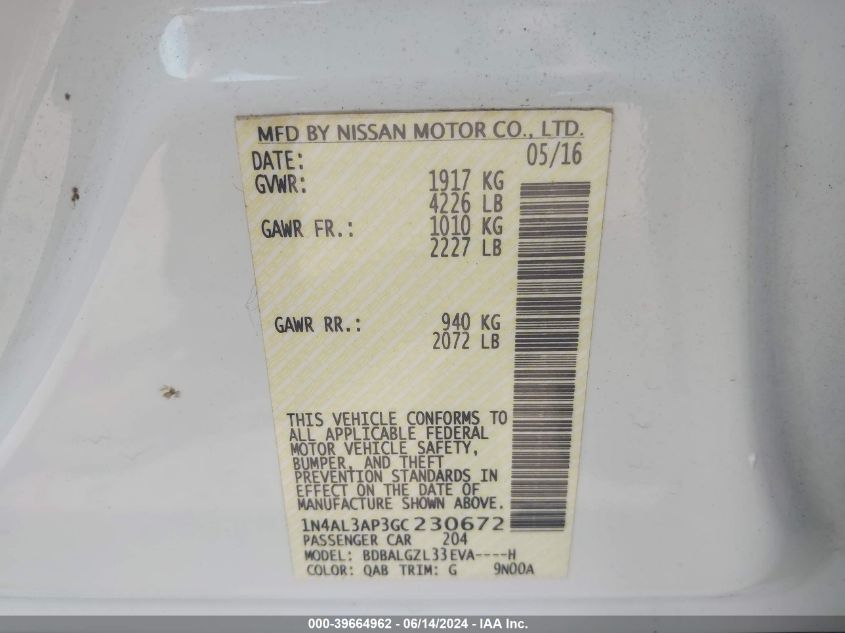 MFD BY NISSAN MOTOR CO., LTD.
DATE: 05/16
GVWR: 1917 KG
4226 LB
GAWR FR.: 1010 KG
2227 LB
GAWR RR.: 940 KG
2072 LB
THIS VEHICLE CONFORMS TO
ALL APPLICABLE FEDERAL
MOTOR VEHICLE SAFETY,
BUMPER, AND THEFT
PREVENTION STANDARDS IN
EFFECT ON THE DATE OF
MANUFACTURE SHOWN ABOVE.
1N4AL3AP3GC230672
PASSENGER CAR 204
MODEL: BDBALGZL33EVA----H
COLOR: QAB TRIM: G 9N00A
000-39664962 - 06/14/2024 - IAA Inc.